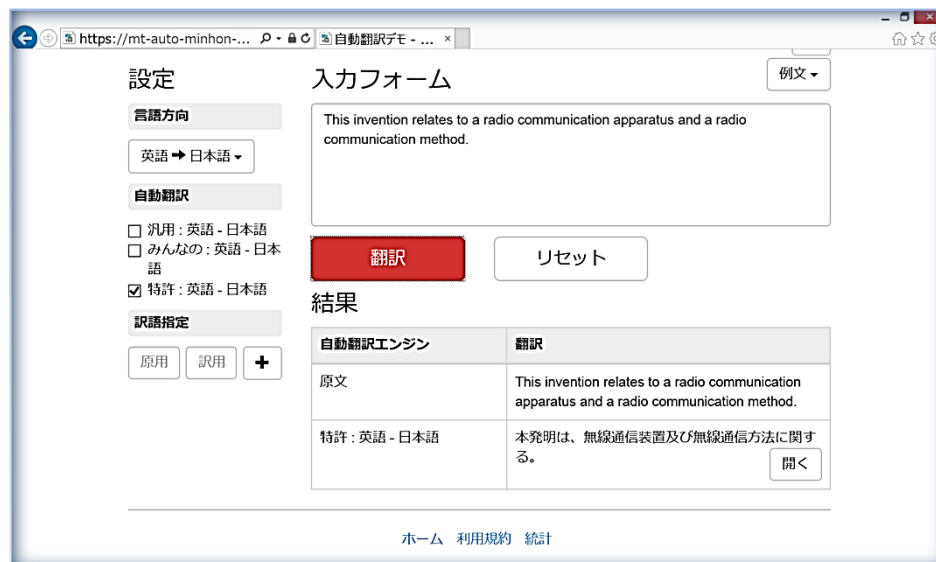 https://mt-auto-minhon-...
自動翻訳デモ - ...
設定
言語方向
英語 ➡ 日本語
自動翻訳
汎用 : 英語 - 日本語
みんなの : 英語 - 日本
語
特許 : 英語 - 日本語
訳語指定
原用 訳用 +
入力フォーム
例文
This invention relates to a radio communication apparatus and a radio
communication method.
翻訳 リセット
結果
自動翻訳エンジン 翻訳
原文
This invention relates to a radio communication
apparatus and a radio communication method.
特許 : 英語 - 日本語
本発明は、無線通信装置及び無線通信方法に関す
る。
開く
ホーム 利用規約 統計